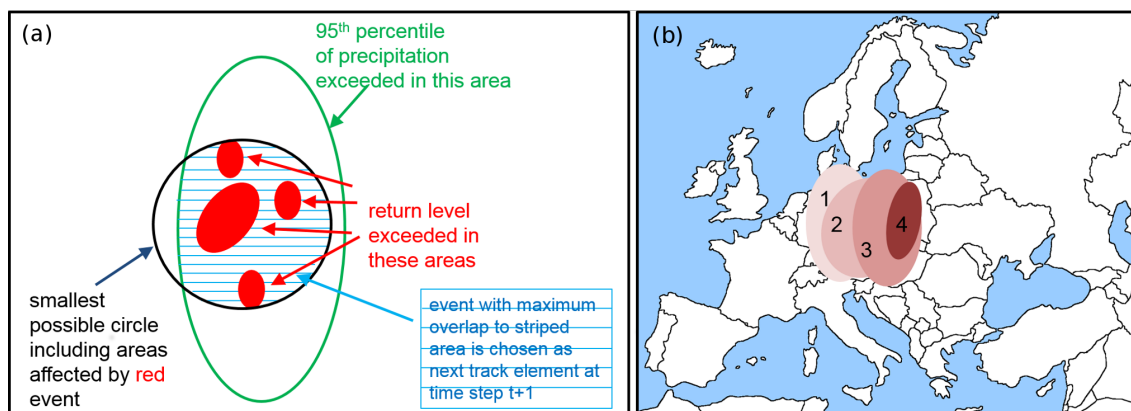 (a)
95th percentile
of precipitation
exceeded in this area
return level
exceeded in
these areas
smallest
possible circle
including areas
affected by red
event
event with maximum
overlap to striped
area is chosen as
next track element at
time step t+1
(b)
1
2
3
4